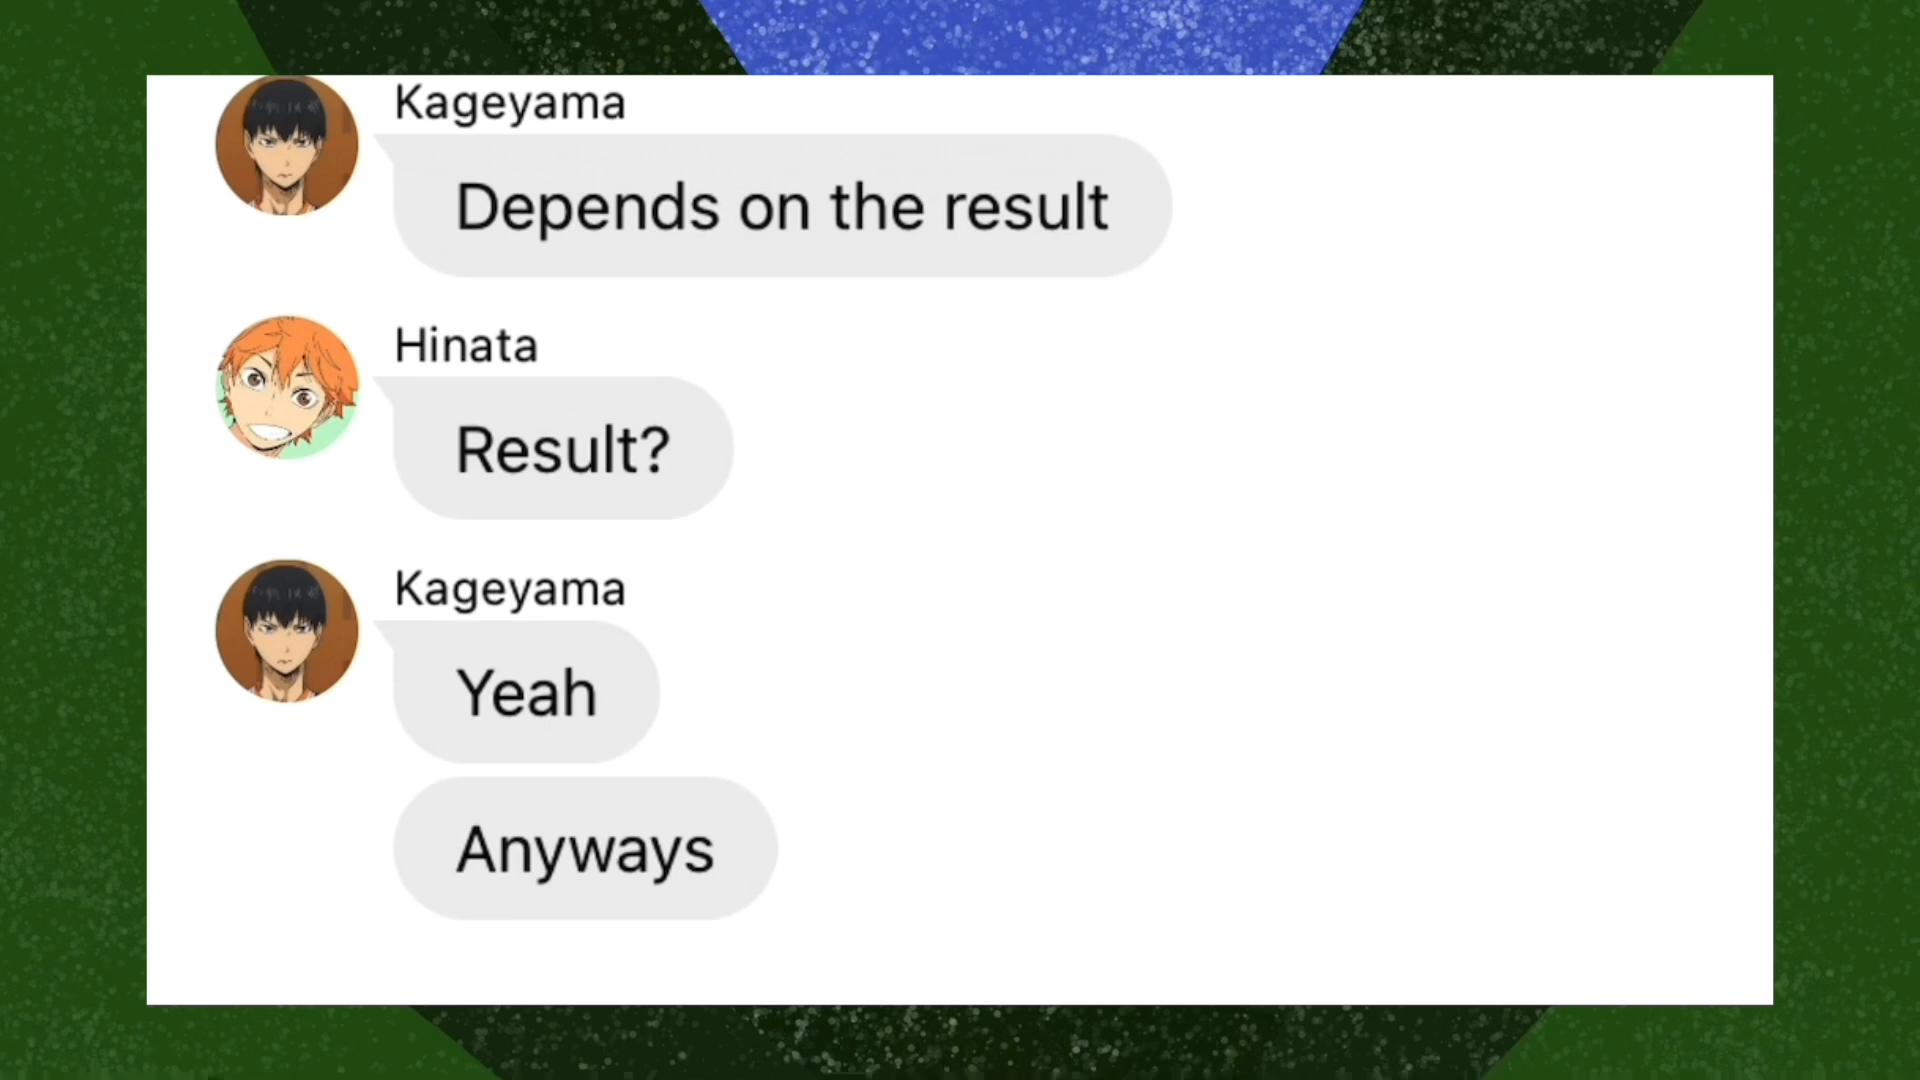 Kageyama
Depends on the result
Hinata
Result?
Kageyama
Yeah
Anyways